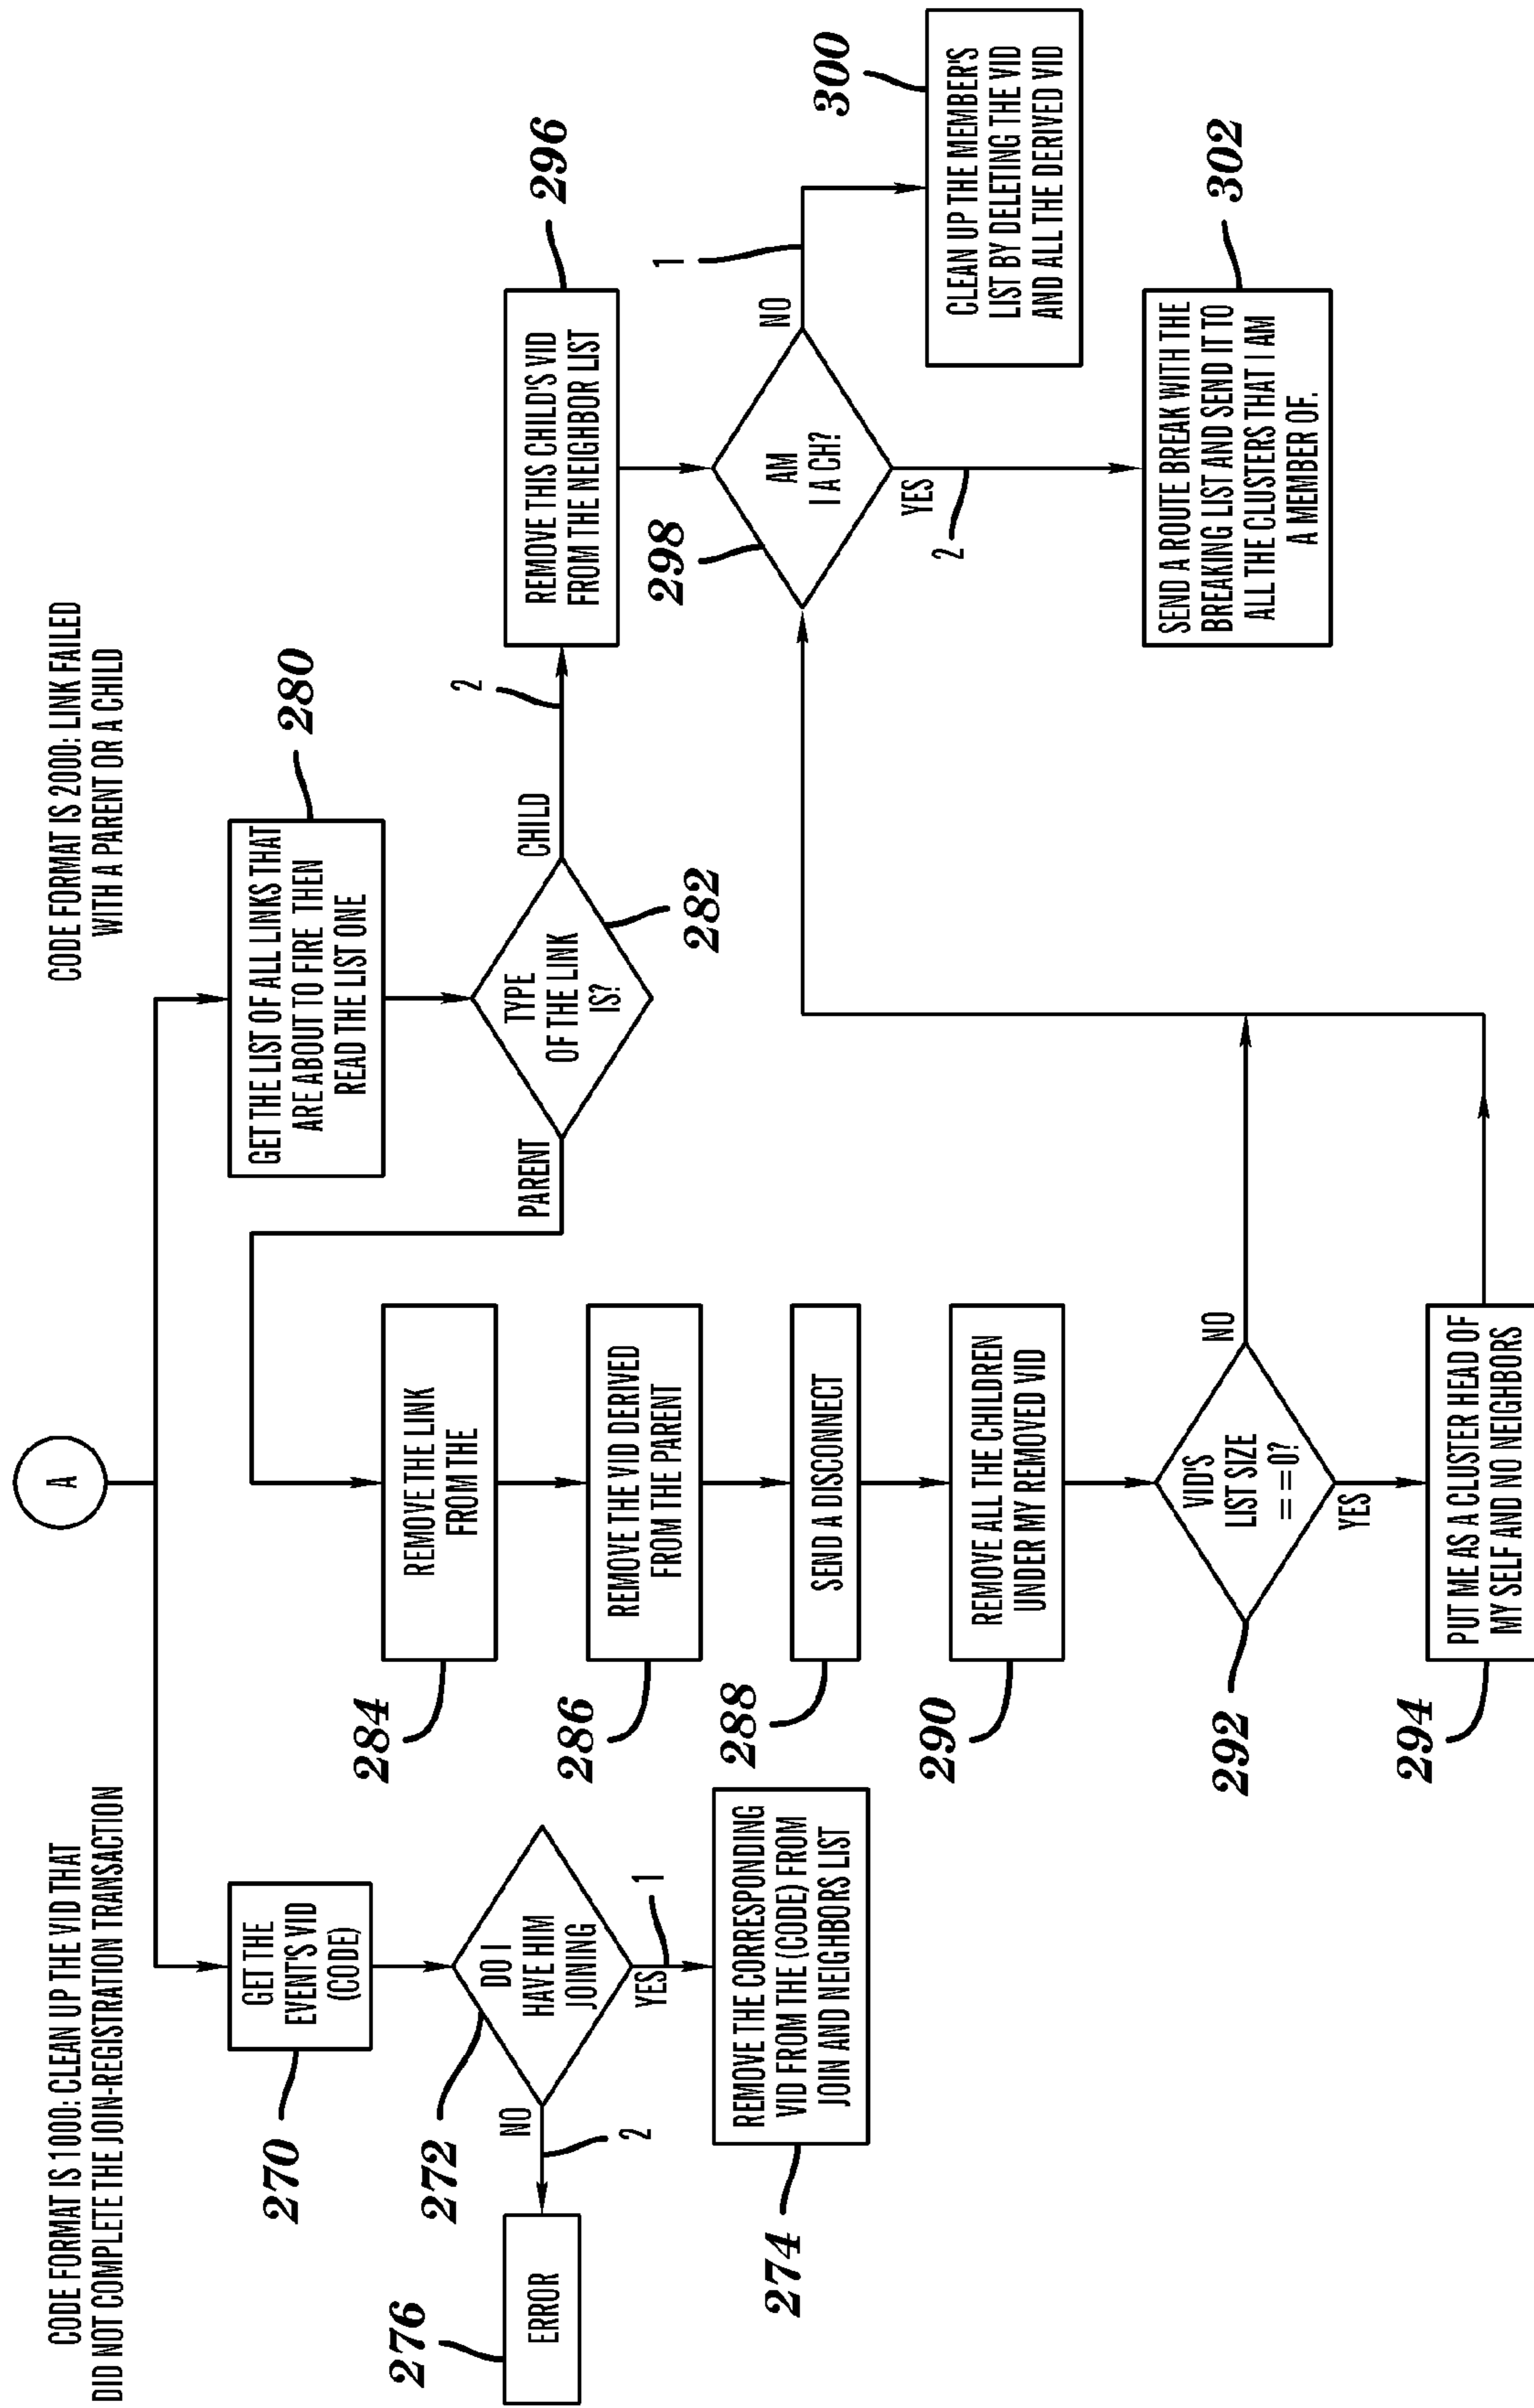 A
CODE FORMAT IS 1000: CLEAN UP THE VID THAT
DID NOT COMPLETE THE JOIN-REGISTRATION TRANSACTION
CODE FORMAT IS 2000: LINK FAILED
WITH A PARENT OR A CHILD
GET THE
EVENT'S VID
(CODE)
270
DO I
HAVE HIM
JOINING
272
NO
2
ERROR
276
YES
1
REMOVE THE CORRESPONDING
VID FROM THE (CODE) FROM
JOIN AND NEIGHBORS LIST
274
GET THE LIST OF ALL LINKS THAT
ARE ABOUT TO FIRE THEN
READ THE LIST ONE
280
TYPE
OF THE LINK
IS?
282
PARENT
CHILD
2
REMOVE THE LINK
FROM THE
284
REMOVE THE VID DERIVED
FROM THE PARENT
286
SEND A DISCONNECT
288
REMOVE ALL THE CHILDREN
UNDER MY REMOVED VID
290
VID'S
LIST SIZE
= = 0?
292
NO
YES
PUT ME AS A CLUSTER HEAD OF
MY SELF AND NO NEIGHBORS
294
REMOVE THIS CHILD'S VID
FROM THE NEIGHBOR LIST
296
AM
I A CH?
298
NO
1
CLEAN UP THE MEMBER'S
LIST BY DELETING THE VID
AND ALL THE DERIVED VID
300
YES
2
SEND A ROUTE BREAK WITH THE
BREAKING LIST AND SEND IT TO
ALL THE CLUSTERS THAT I AM
A MEMBER OF.
302